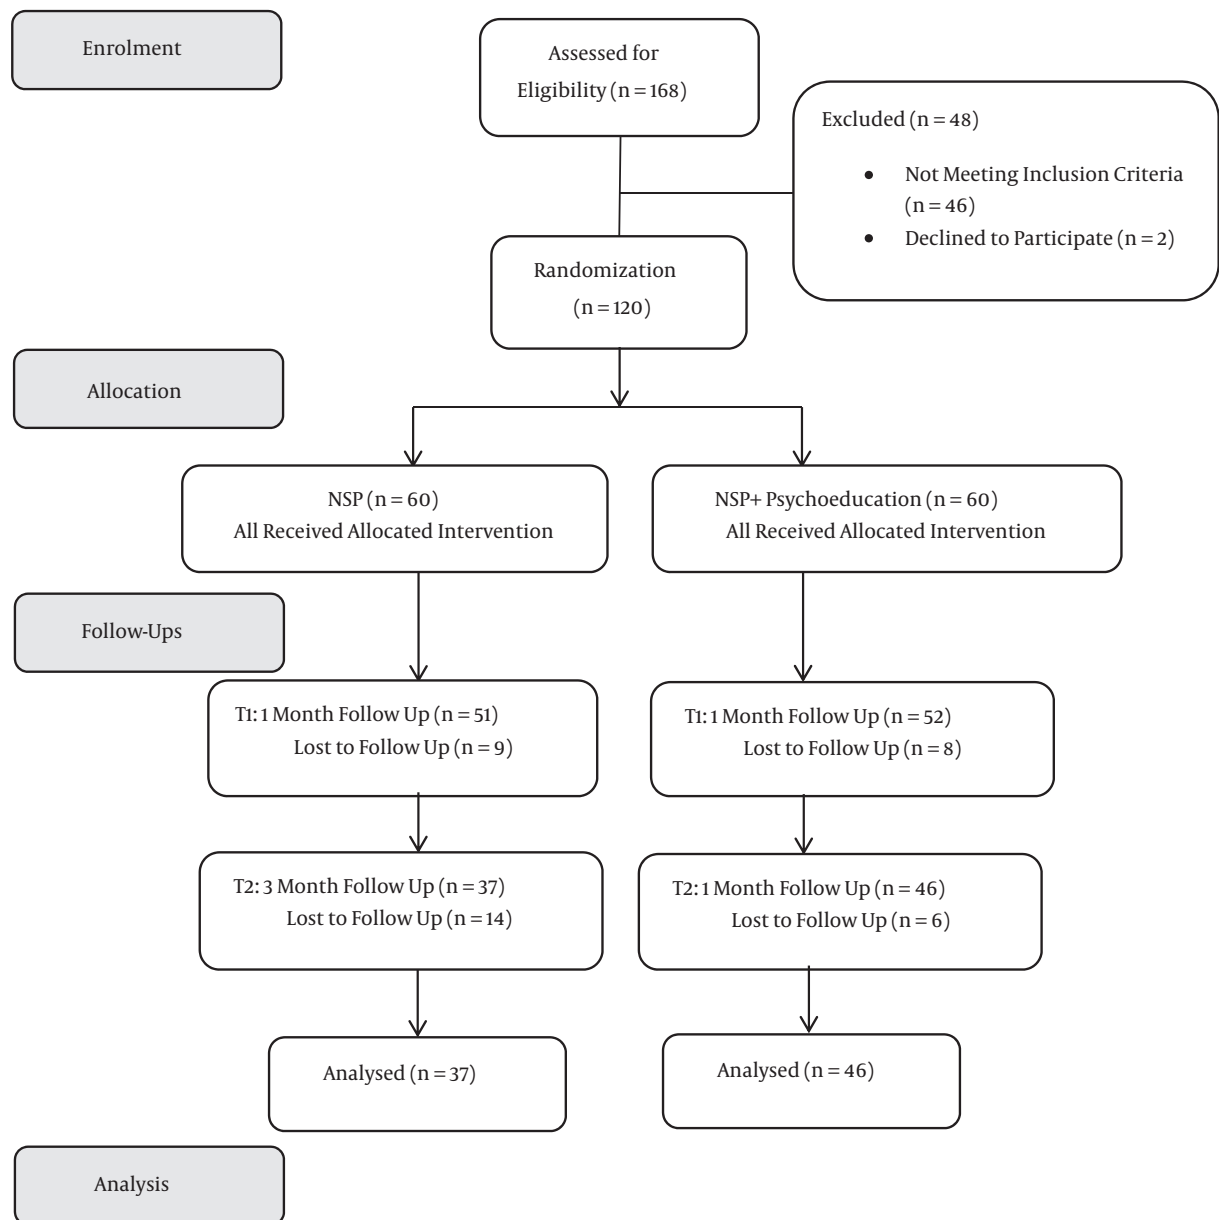 Enrolment
Assessed for
Eligibility (n = 168)
Excluded (n = 48)
• Not Meeting Inclusion Criteria
(n = 46)
• Declined to Participate (n = 2)
Randomization
(n = 120)
Allocation
NSP (n = 60)
All Received Allocated Intervention
NSP+ Psychoeducation (n = 60)
All Received Allocated Intervention
Follow-Ups
T1: 1 Month Follow Up (n = 51)
Lost to Follow Up (n = 9)
T1: 1 Month Follow Up (n = 52)
Lost to Follow Up (n = 8)
T2: 3 Month Follow Up (n = 37)
Lost to Follow Up (n = 14)
T2: 1 Month Follow Up (n = 46)
Lost to Follow Up (n = 6)
Analysed (n = 37)
Analysed (n = 46)
Analysis